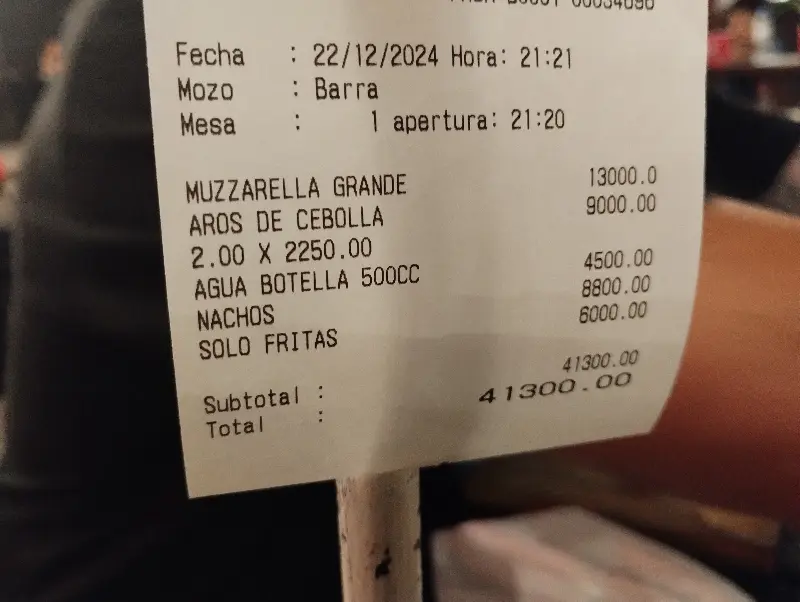 Fecha : 22/12/2024 Hora: 21:21
Mozo : Barra
Mesa : 1 apertura: 21:20
MUZZARELLA GRANDE 13000.0
AROS DE CEBOLLA 9000.00
2.00 X 2250.00
AGUA BOTELLA 500CC 4500.00
NACHOS 8800.00
SOLO FRITAS 6000.00
Subtotal : 41300.00
Total : 41300.00